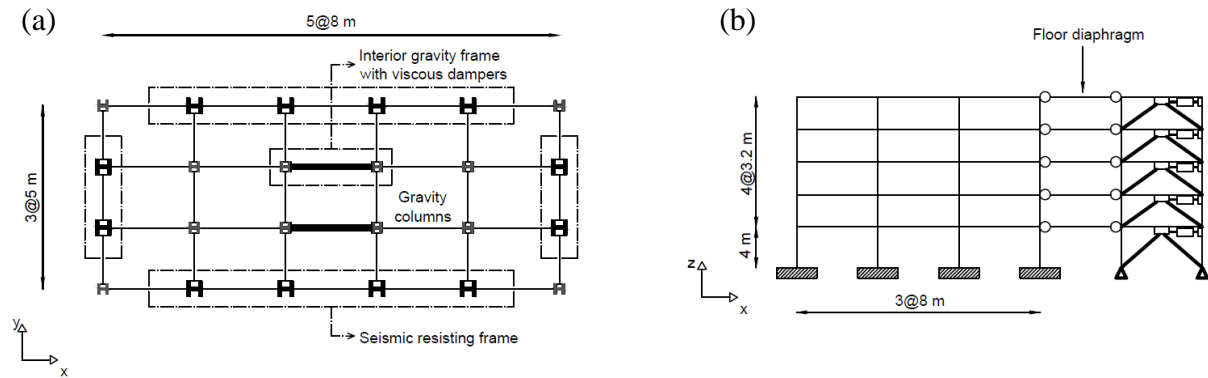 (a)
5@8 m
Interior gravity frame
with viscous dampers
3@5 m
Gravity
columns
Seismic resisting frame
y
x
(b)
Floor diaphragm
4@3.2 m
4 m
z
x
3@8 m